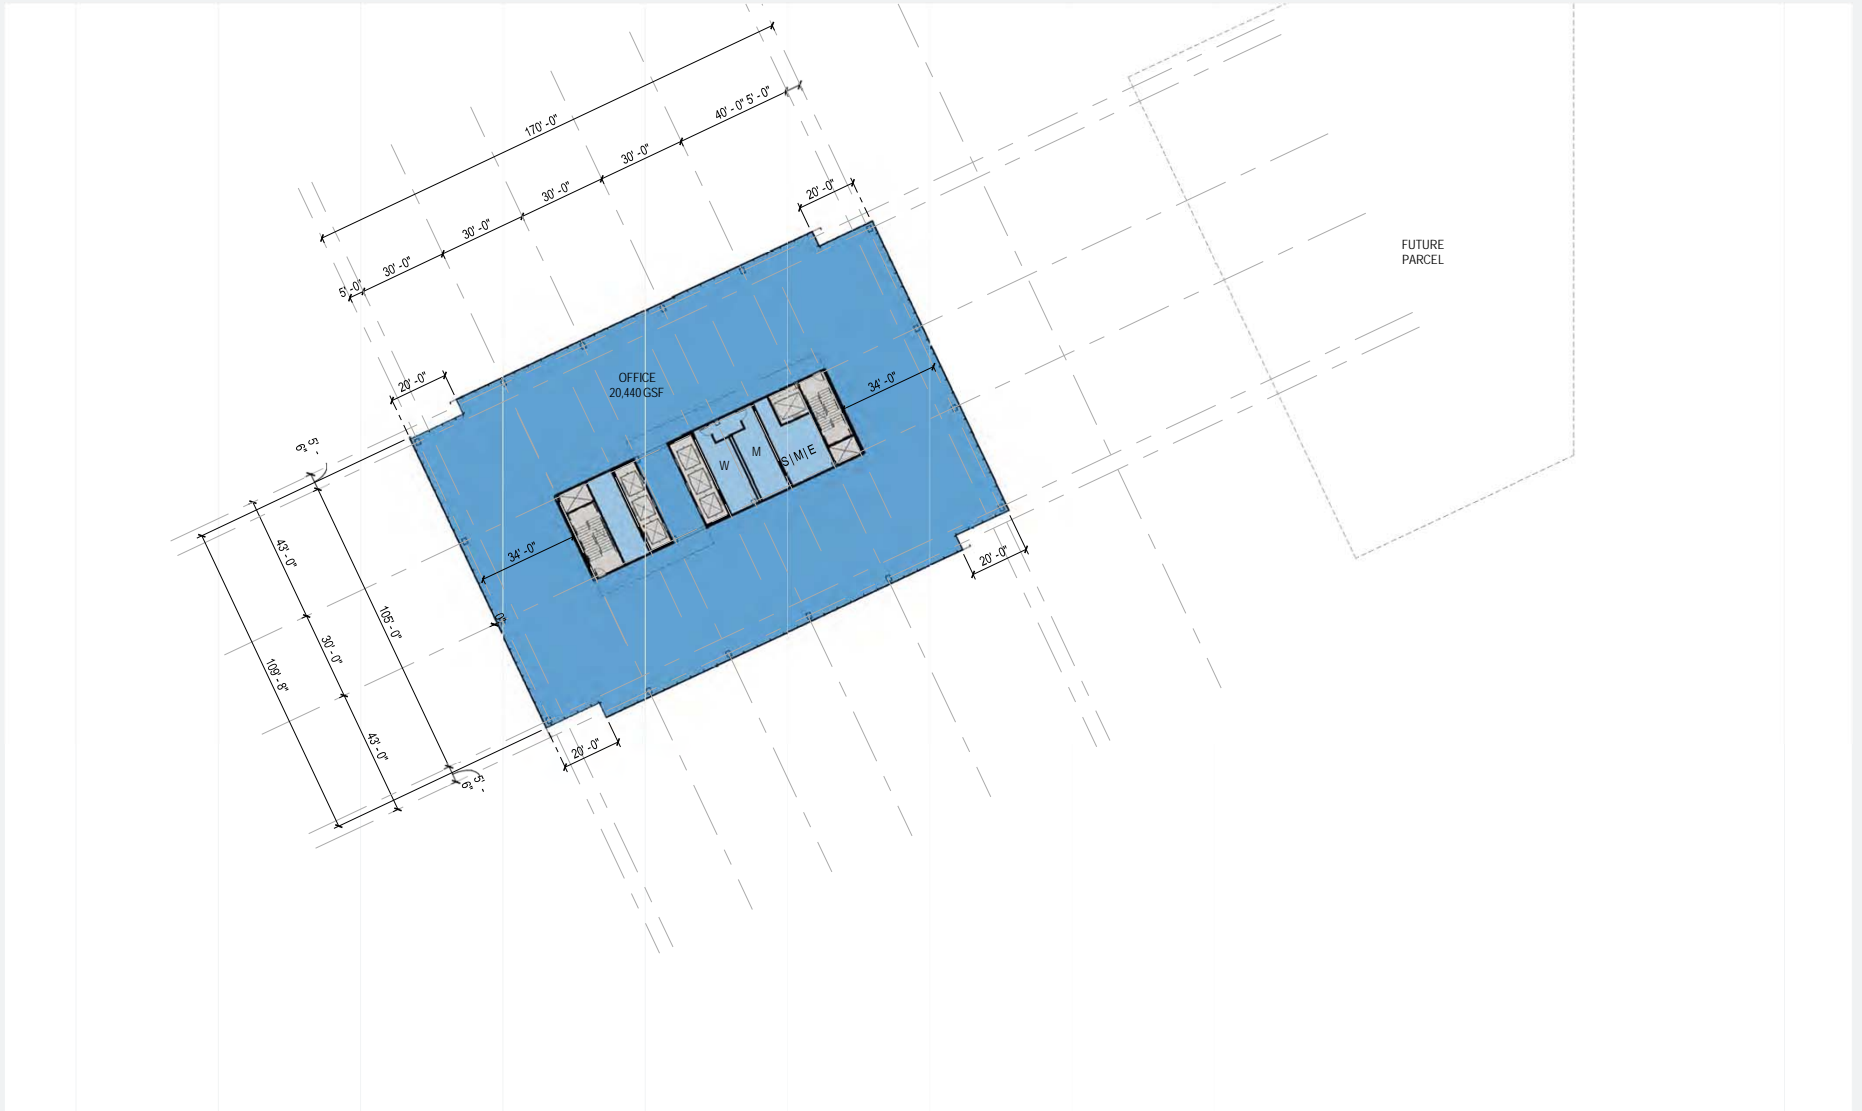 170' -0"
40' - 0" 5' - 0"
30' - 0"
30' - 0"
30' - 0"
30' - 0"
5' -0"
20' -0"
20' -0"
FUTURE
PARCEL
OFFICE
20,440 GSF
34' -0"
W
M
S|M|E
34' -0"
5' -
6"
43' - 0"
105' - 0"
30' - 0"
109' - 8"
43' - 0"
5' -
6"
20' -0"
20' -0"